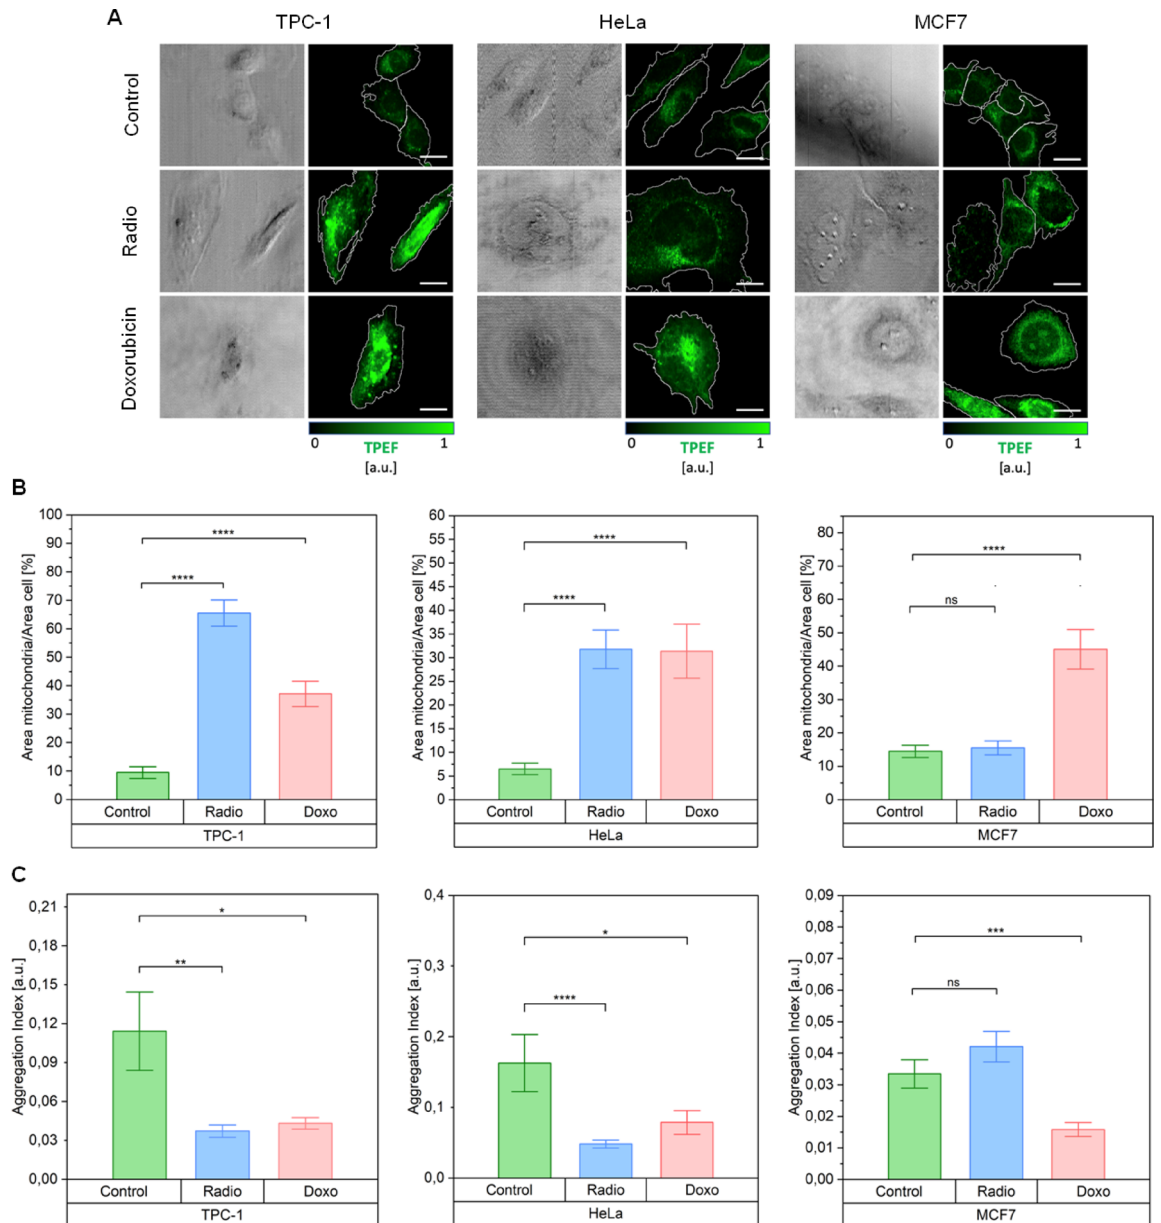 A
TPC-1 HeLa MCF7
Control
Radio
Doxorubicin
0 1 0 1 0 1
TPEF TPEF TPEF
[a.u.] [a.u.] [a.u.]
B
Area mitochondria/Area cell [%]
100
90
80
70
60
50
40
30
20
10
0
****
****
Control Radio Doxo
TPC-1
Area mitochondria/Area cell [%]
60
55
50
45
40
35
30
25
20
15
10
5
0
****
****
Control Radio Doxo
HeLa
Area mitochondria/Area cell [%]
80
70
60
50
40
30
20
10
0
****
ns
Control Radio Doxo
MCF7
C
Aggregation Index [a.u.]
0,21
0,18
0,15
0,12
0,09
0,06
0,03
0,00
*
**
Control Radio Doxo
TPC-1
Aggregation Index [a.u.]
0,4
0,3
0,2
0,1
0,0
*
****
Control Radio Doxo
HeLa
Aggregation Index [a.u.]
0,09
0,08
0,07
0,06
0,05
0,04
0,03
0,02
0,01
0,00
***
ns
Control Radio Doxo
MCF7